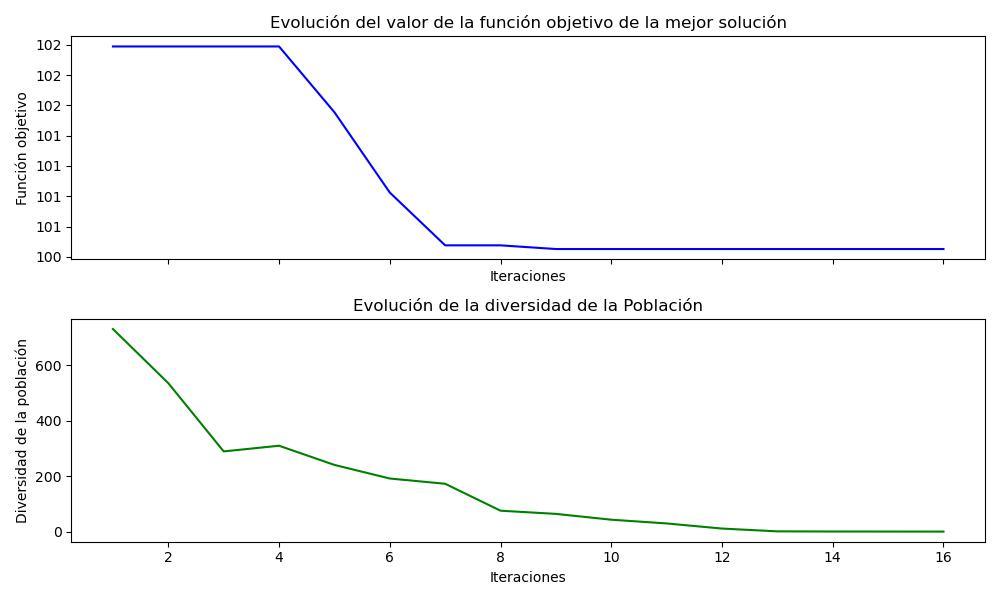 Evolución del valor de la función objetivo de la mejor solución
102
102
102
101
101
101
101
100
Función objetivo
Iteraciones
Evolución de la diversidad de la Población
600
400
200
0
Diversidad de la población
2 4 6 8 10 12 14 16
Iteraciones